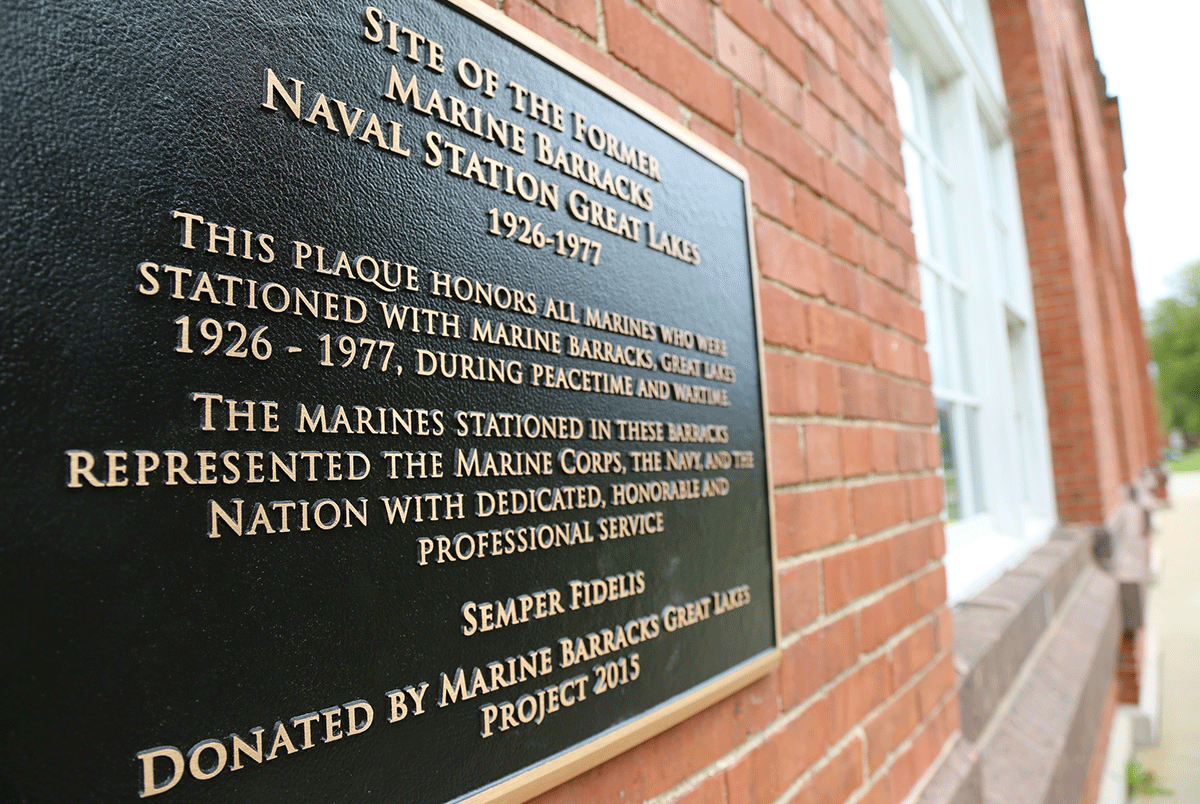 Site of the Former
Marine Barracks
Naval Station Great Lakes
1926-1977
This plaque honors all marines who were
stationed with marine barracks, great lakes
1926 - 1977, during peacetime and wartime.
The marines stationed in these barracks
represented the Marine Corps, the Navy, and the
Nation with dedicated, honorable and
professional service
Semper Fidelis
Donated by Marine Barracks Great Lakes
Project 2015